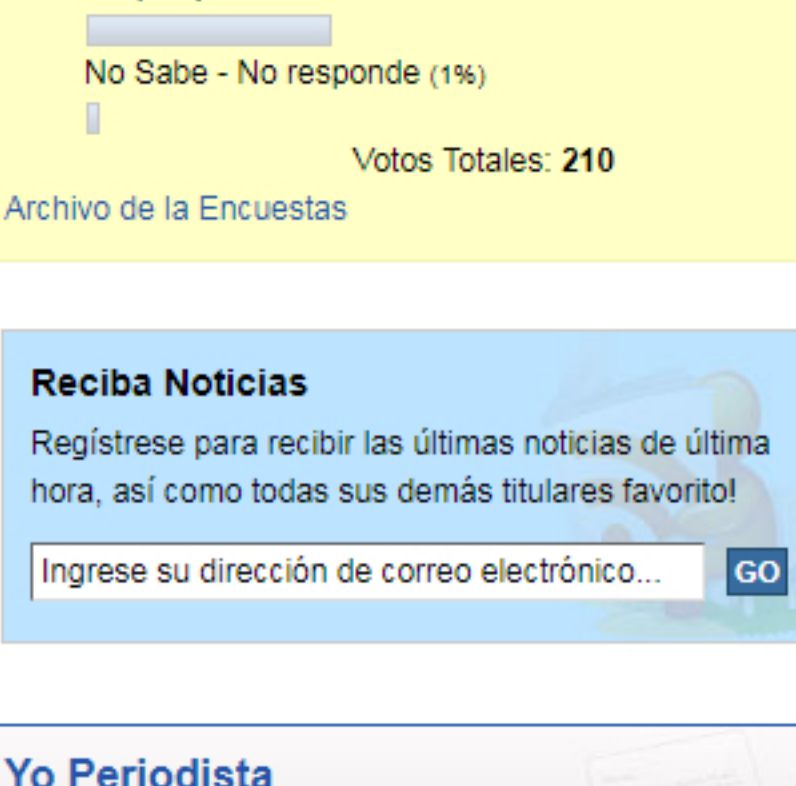 No Sabe - No responde (1%)
Votos Totales: 210
Archivo de la Encuestas
Reciba Noticias
Regístrese para recibir las últimas noticias de última
hora, así como todas sus demás titulares favorito!
Ingrese su dirección de correo electrónico...
GO
Yo Periodista